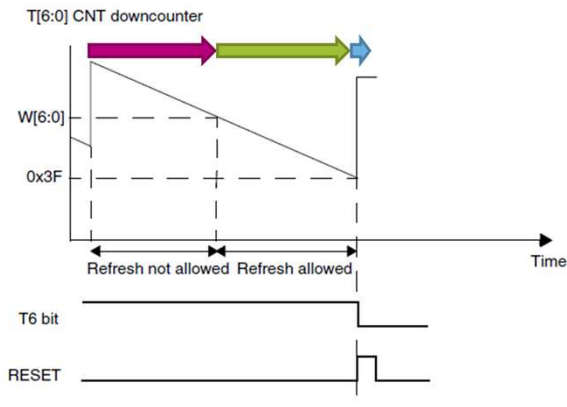 T[6:0] CNT downcounter
W[6:0]
0x3F
Refresh not allowed Refresh allowed
Time
T6 bit
RESET